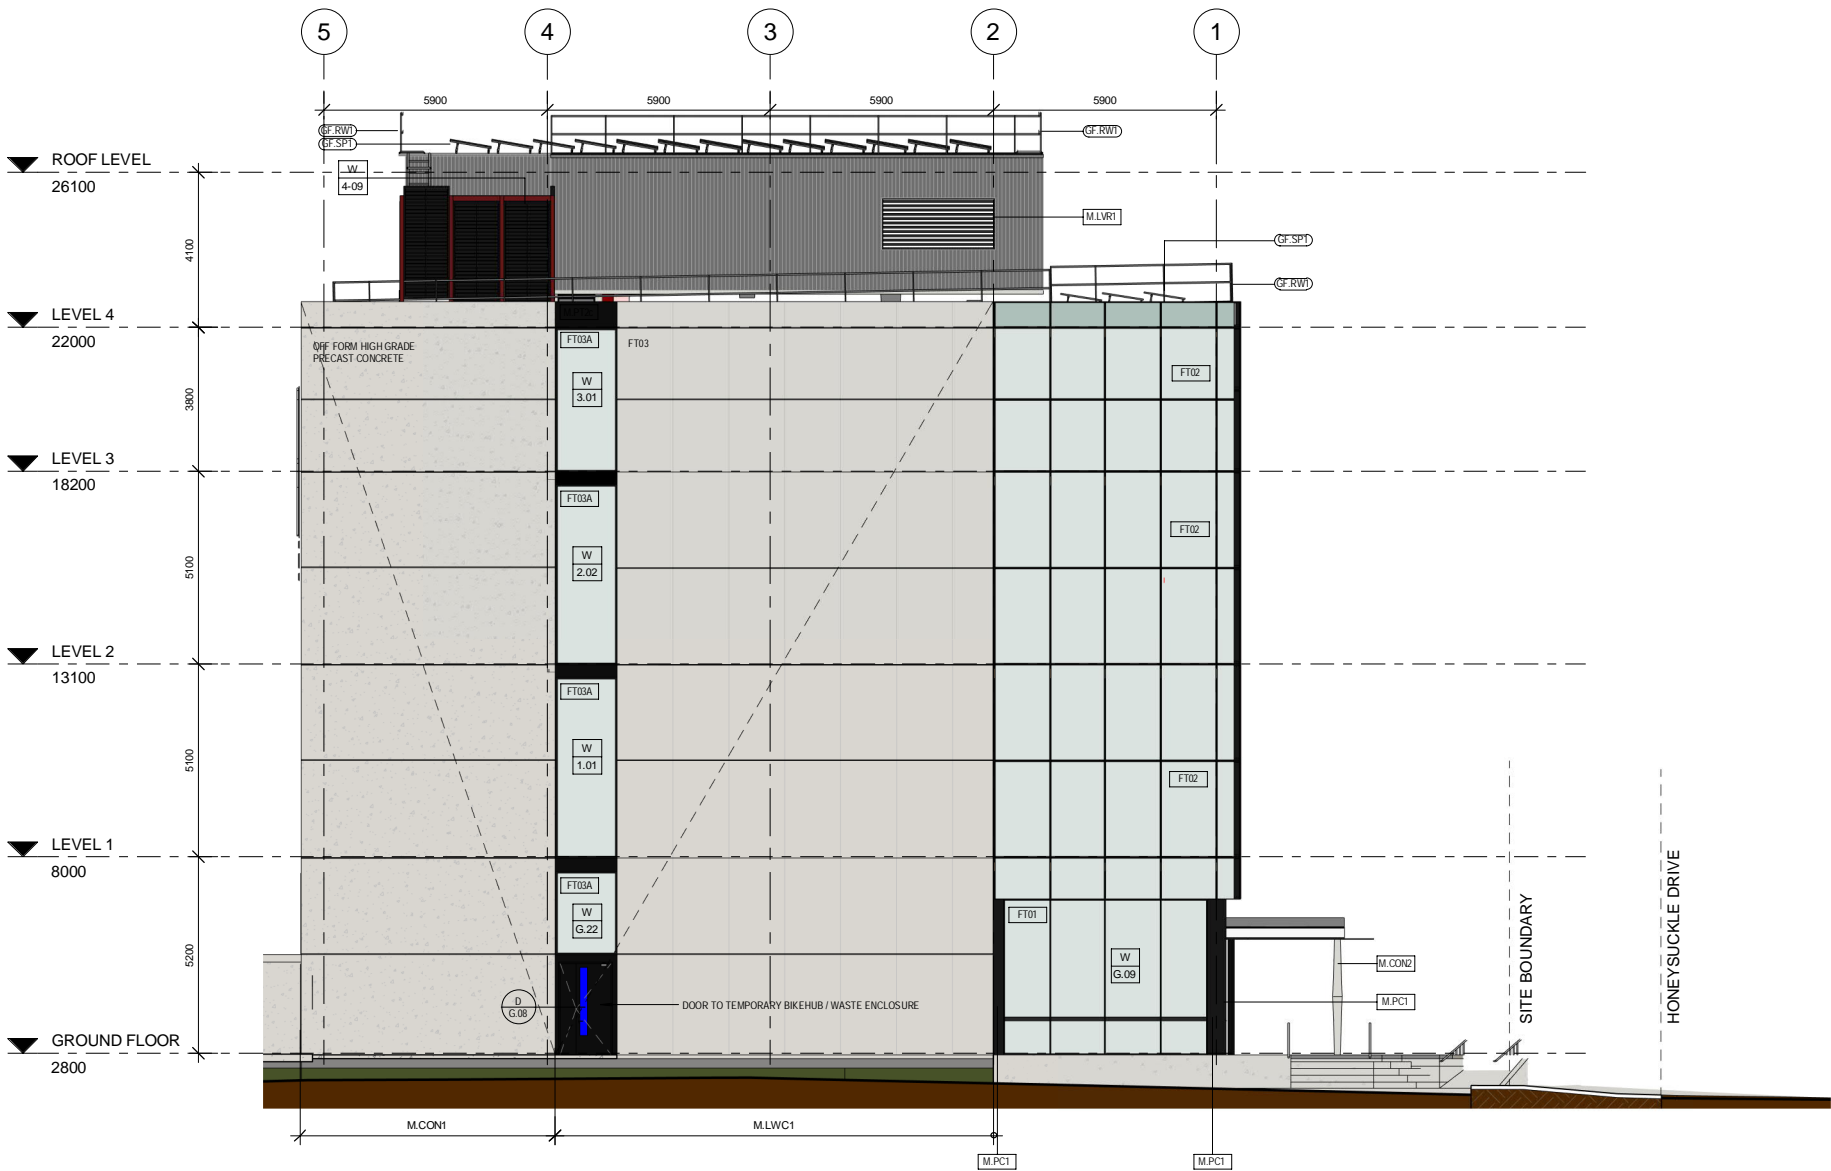 5 4 3 2 1
5900 5900 5900 5900
GF.RW1
GF.SP1
GF.RW1
ROOF LEVEL
26100
W
4-09
M.LVR1
GF.SP1
GF.RW1
4100
LEVEL 4
22000
OFF FORM HIGH GRADE
PRECAST CONCRETE
FT03A
FT03
W
3.01
FT02
3800
LEVEL 3
18200
FT03A
W
2.02
FT02
5100
LEVEL 2
13100
FT03A
W
1.01
FT02
5100
LEVEL 1
8000
FT03A
W
G.22
FT01
W
G.09
5200
M.CON2
M.PC1
D
G.08
DOOR TO TEMPORARY BIKEHUB / WASTE ENCLOSURE
SITE BOUNDARY
HONEYSUCKLE DRIVE
GROUND FLOOR
2800
M.CON1
M.LWC1
M.PC1
M.PC1